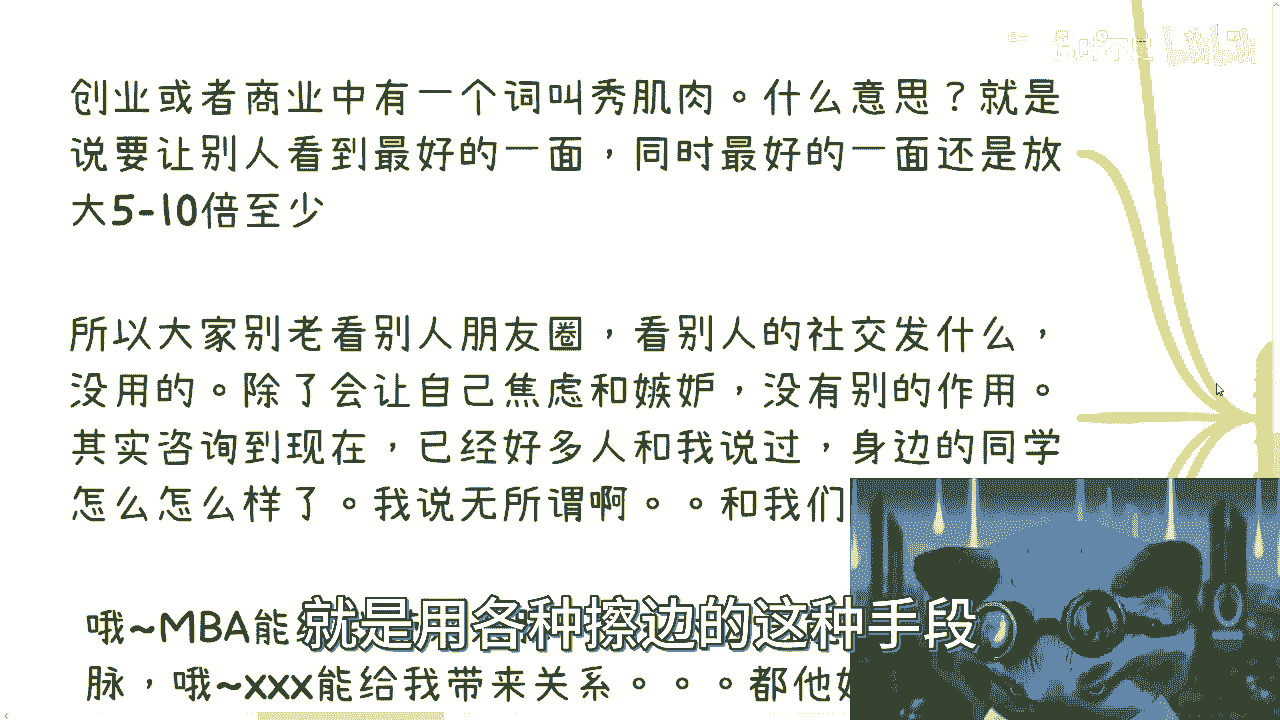 创业或者商业中有一个词叫秀肌肉。什么意思？就是
说要让别人看到最好的一面，同时最好的一面还是放
大5-10倍至少
所以大家别老看别人朋友圈，看别人的社交发什么，
没用的。除了会让自己焦虑和嫉妒，没有别的作用。
其实咨询到现在，已经好多人和我说过，身边的同学
怎么怎么样了。我说无所谓啊。。和我们
哦~MBA能
就是用各种擦边的这种手段
脉，哦~xxx能给我带来关系。。。都他